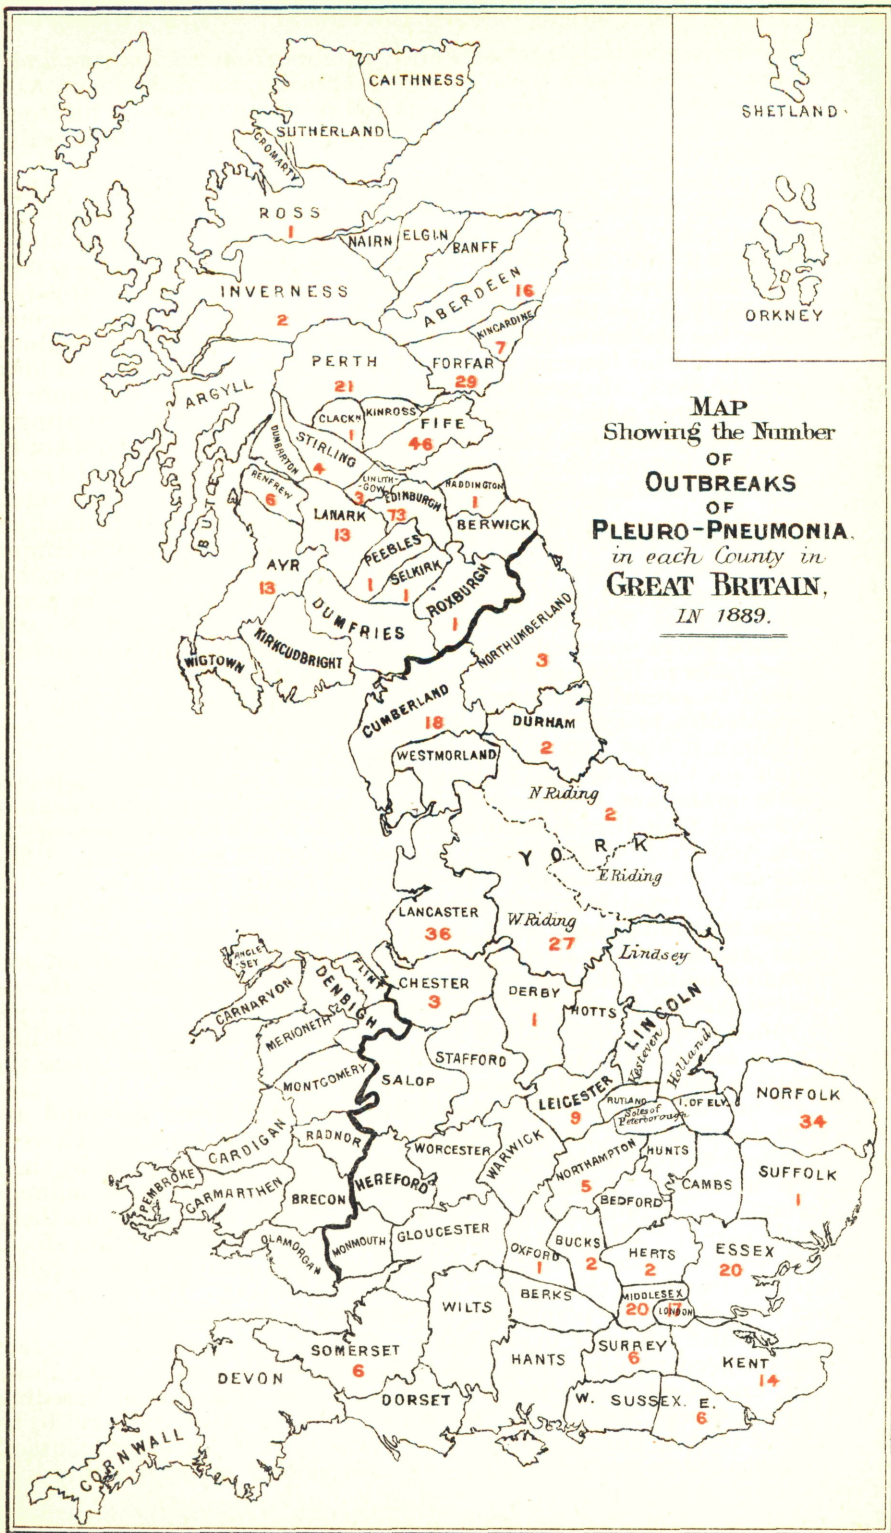 CAITHNESS
SUTHERLAND
CROMARTY
SHETLAND.
ROSS
1
NAIRN
ELGIN
BANFF
INVERNESS
2
ABERDEEN
16
KINCARDINE
7
ORKNEY
PERTH
21
FORFAR
29
ARGYLL
CLACKN
1
KINROSS
FIFE
46
DUNBARTON
STIRLING
4
BUTE
RENFREW
6
LINLITH-
GOW
3
EDINBURGH
73
HADDINGTON
1
LANARK
13
BERWICK
AYR
13
PEEBLES
1
SELKIRK
1
ROXBURGH
1
DUMFRIES
KIRKCUDBRIGHT
WIGTOWN
MAP
Showing the Number
OF
OUTBREAKS
OF
PLEURO-PNEUMONIA.
in each County in
GREAT BRITAIN,
IN 1889.
NORTHUMBERLAND
3
CUMBERLAND
18
DURHAM
2
WESTMORLAND
N Riding
2
YORK
E Riding
W Riding
27
LANCASTER
36
Lindsey
ANGLE-
SEY
CARNARVON
DENBIGH
FLINT
CHESTER
3
DERBY
1
NOTTS
LINCOLN
Kesteven
Holland
MERIONETH
MONTGOMERY
SALOP
STAFFORD
LEICESTER
9
RUTLAND
Soke of
Peterborough
I. OF ELY.
NORFOLK
34
CARDIGAN
RADNOR
WORCESTER
WARWICK
NORTHAMPTON
5
HUNTS
CAMBS
SUFFOLK
1
PEMBROKE
CARMARTHEN
BRECON
HEREFORD
BEDFORD
GLAMORGAN
MONMOUTH
GLOUCESTER
OXFORD
1
BUCKS
2
HERTS
2
ESSEX
20
MIDDLESEX
20
LONDON
17
BERKS
WILTS
SOMERSET
6
HANTS
SURREY
6
KENT
14
DEVON
DORSET
W. SUSSEX. E.
6
CORNWALL